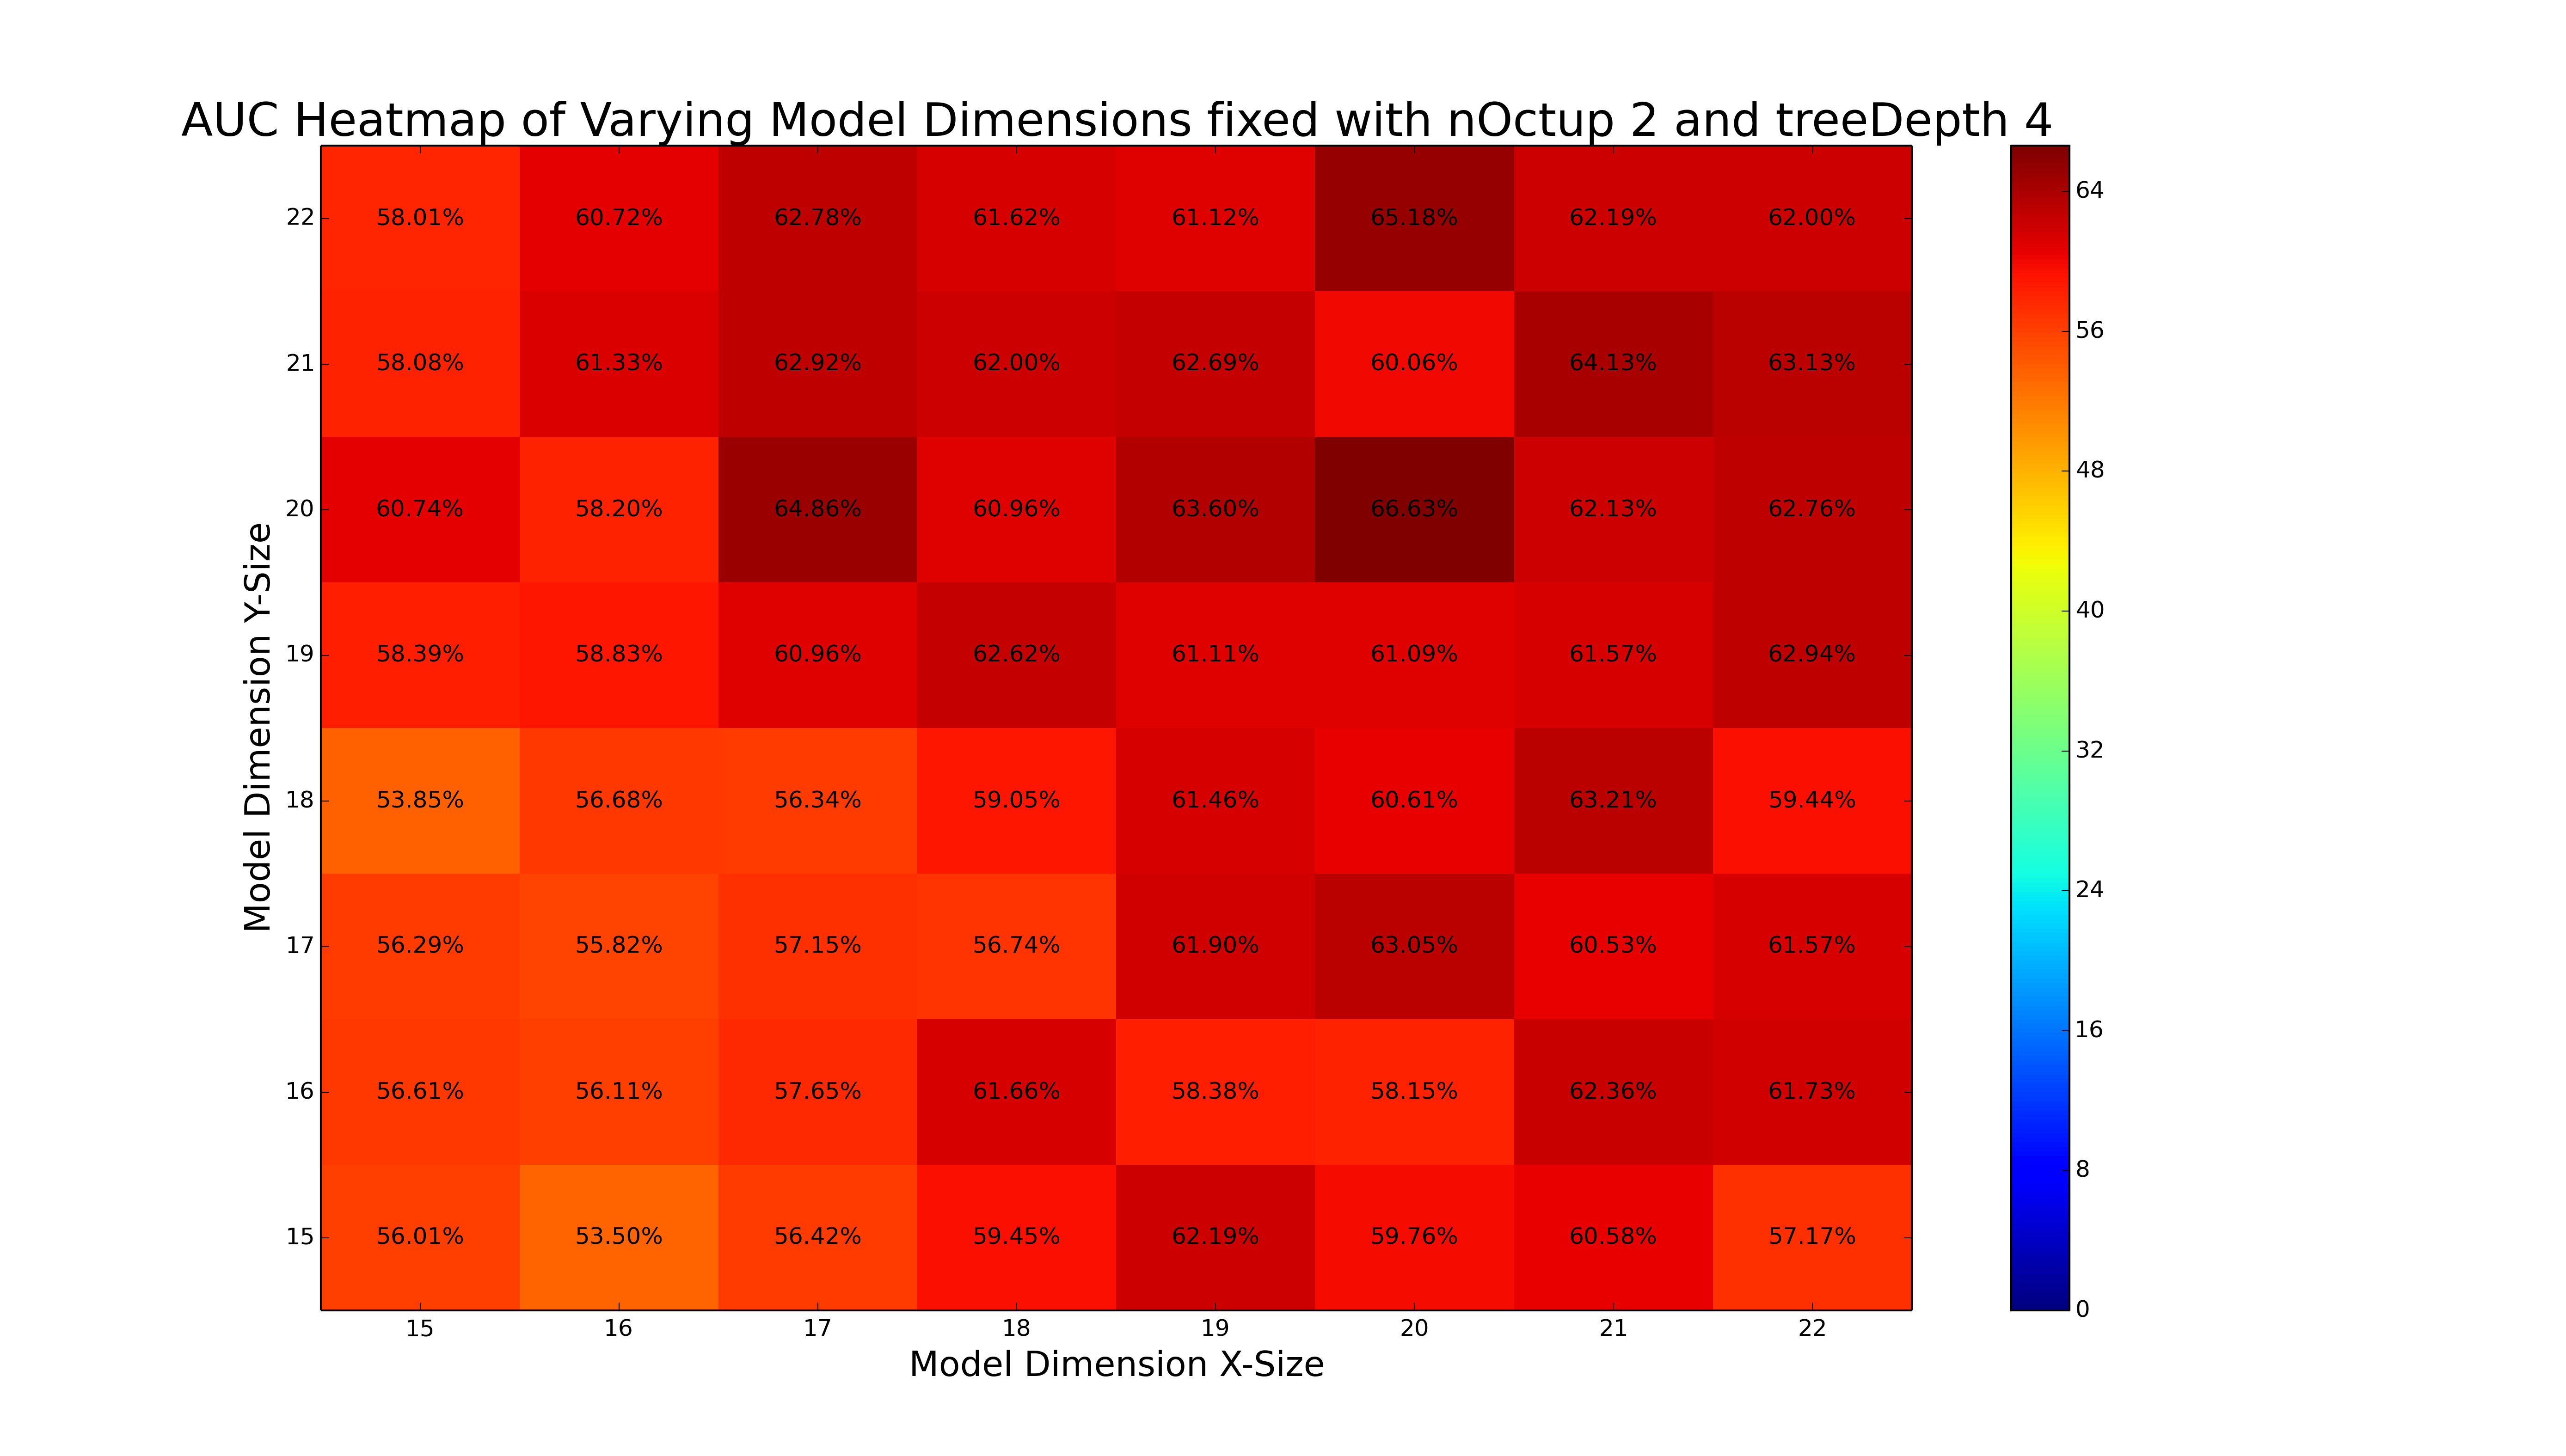 AUC Heatmap of Varying Model Dimensions fixed with nOctup 2 and treeDepth 4
22 58.01% 60.72% 62.78% 61.62% 61.12% 65.18% 62.19% 62.00%
21 58.08% 61.33% 62.92% 62.00% 62.69% 60.06% 64.13% 63.13%
20 60.74% 58.20% 64.86% 60.96% 63.60% 66.63% 62.13% 62.76%
19 58.39% 58.83% 60.96% 62.62% 61.11% 61.09% 61.57% 62.94%
18 53.85% 56.68% 56.34% 59.05% 61.46% 60.61% 63.21% 59.44%
17 56.29% 55.82% 57.15% 56.74% 61.90% 63.05% 60.53% 61.57%
16 56.61% 56.11% 57.65% 61.66% 58.38% 58.15% 62.36% 61.73%
15 56.01% 53.50% 56.42% 59.45% 62.19% 59.76% 60.58% 57.17%
15 16 17 18 19 20 21 22
Model Dimension X-Size
Model Dimension Y-Size
64
56
48
40
32
24
16
8
0